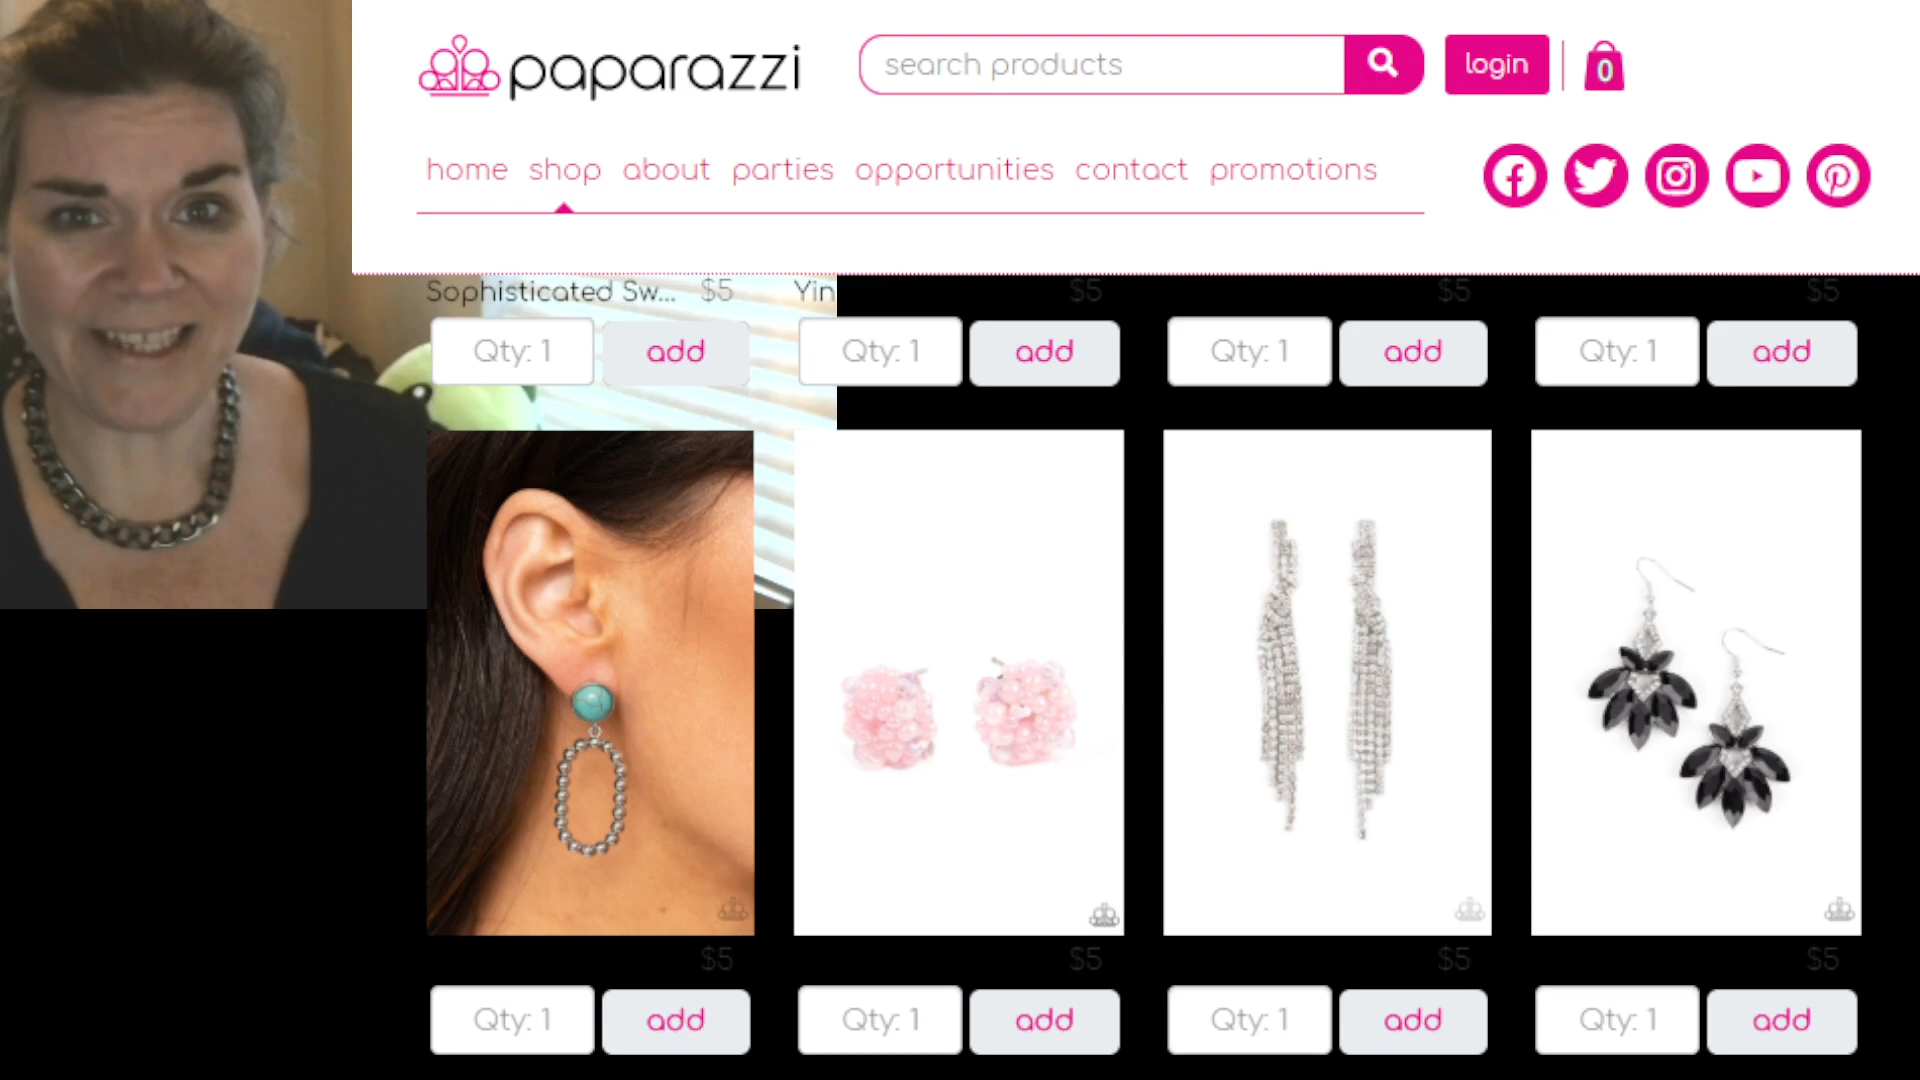 paparazzi
search products
login
0
home shop about parties opportunities contact promotions
Sophisticated Sw... $5 Yin $5 $5 $5
Qty: 1 add Qty: 1 add Qty: 1 add Qty: 1 add
$5 $5 $5 $5
Qty: 1 add Qty: 1 add Qty: 1 add Qty: 1 add